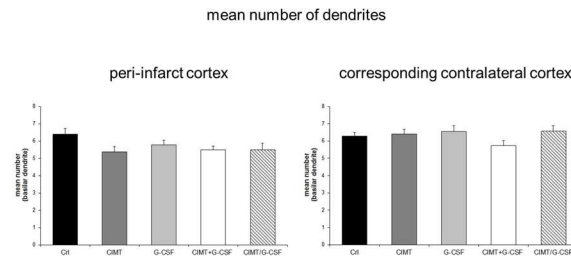 mean number of dendrites
peri-infarct cortex
corresponding contralateral cortex
mean number
(basilar dendrite)
8
7
6
5
4
3
2
1
0
Crl
CIMT
G-CSF
CIMT+G-CSF
CIMT/G-CSF
mean number
(basilar dendrite)
8
7
6
5
4
3
2
1
0
Crl
CIMT
G-CSF
CIMT+G-CSF
CIMT/G-CSF